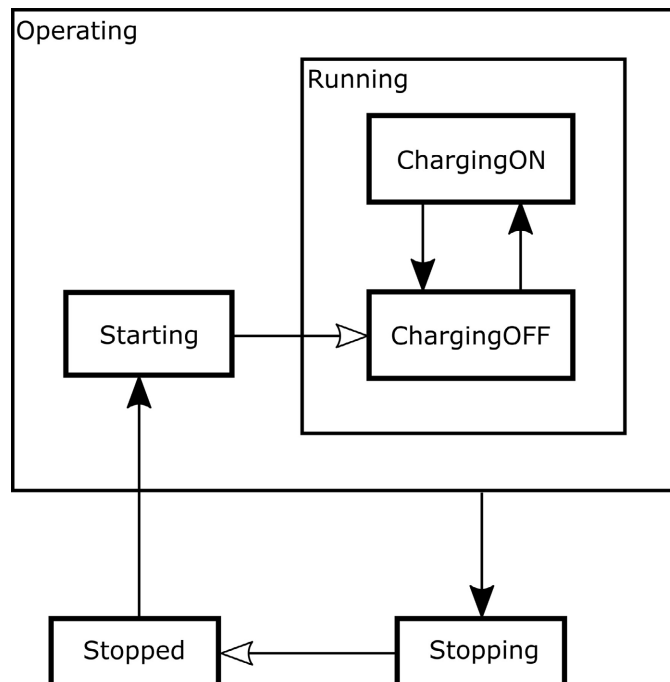 Operating
Running
ChargingON
Starting
ChargingOFF
Stopped
Stopping